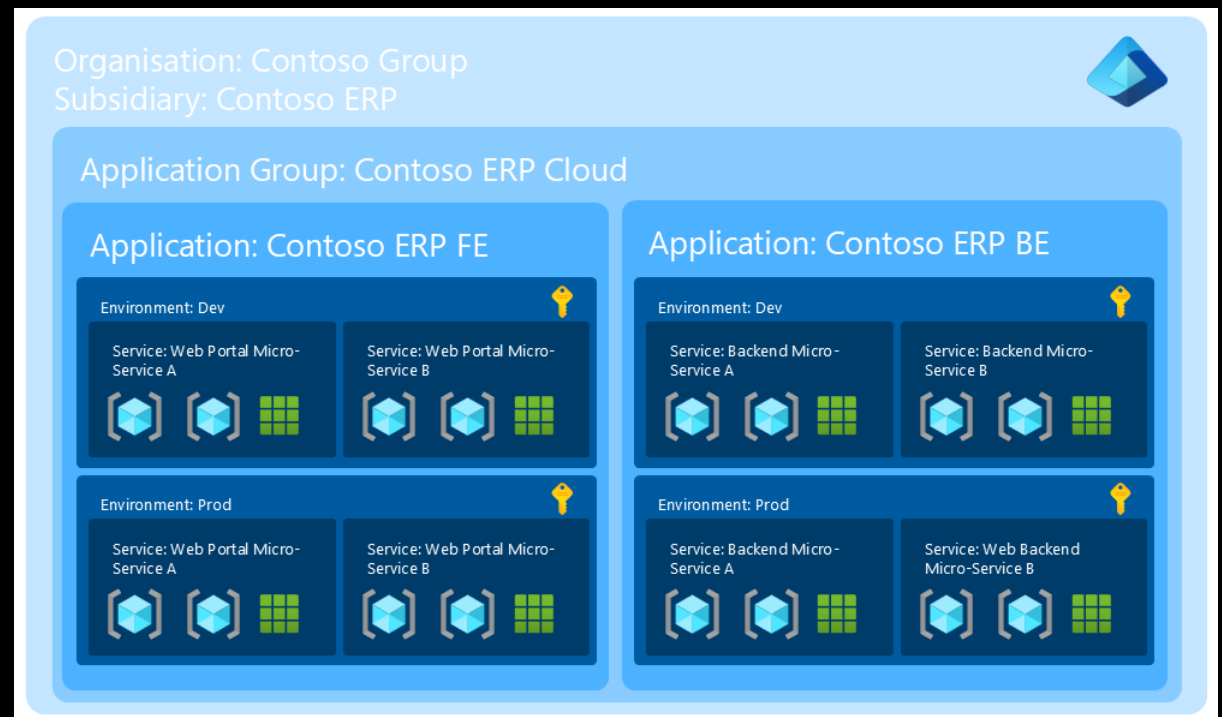 Organisation: Contoso Group
Subsidiary: Contoso ERP
Application Group: Contoso ERP Cloud
Application: Contoso ERP FE
Environment: Dev
Service: Web Portal Micro-
Service A
Service: Web Portal Micro-
Service B
Environment: Prod
Service: Web Portal Micro-
Service A
Service: Web Portal Micro-
Service B
Application: Contoso ERP BE
Environment: Dev
Service: Backend Micro-
Service A
Service: Backend Micro-
Service B
Environment: Prod
Service: Backend Micro-
Service A
Service: Web Backend
Micro-Service B